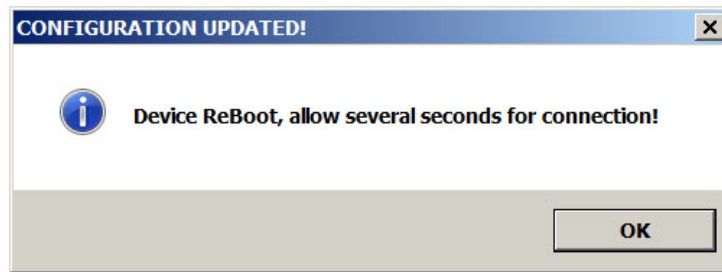 CONFIGURATION UPDATED!
Device ReBoot, allow several seconds for connection!
OK